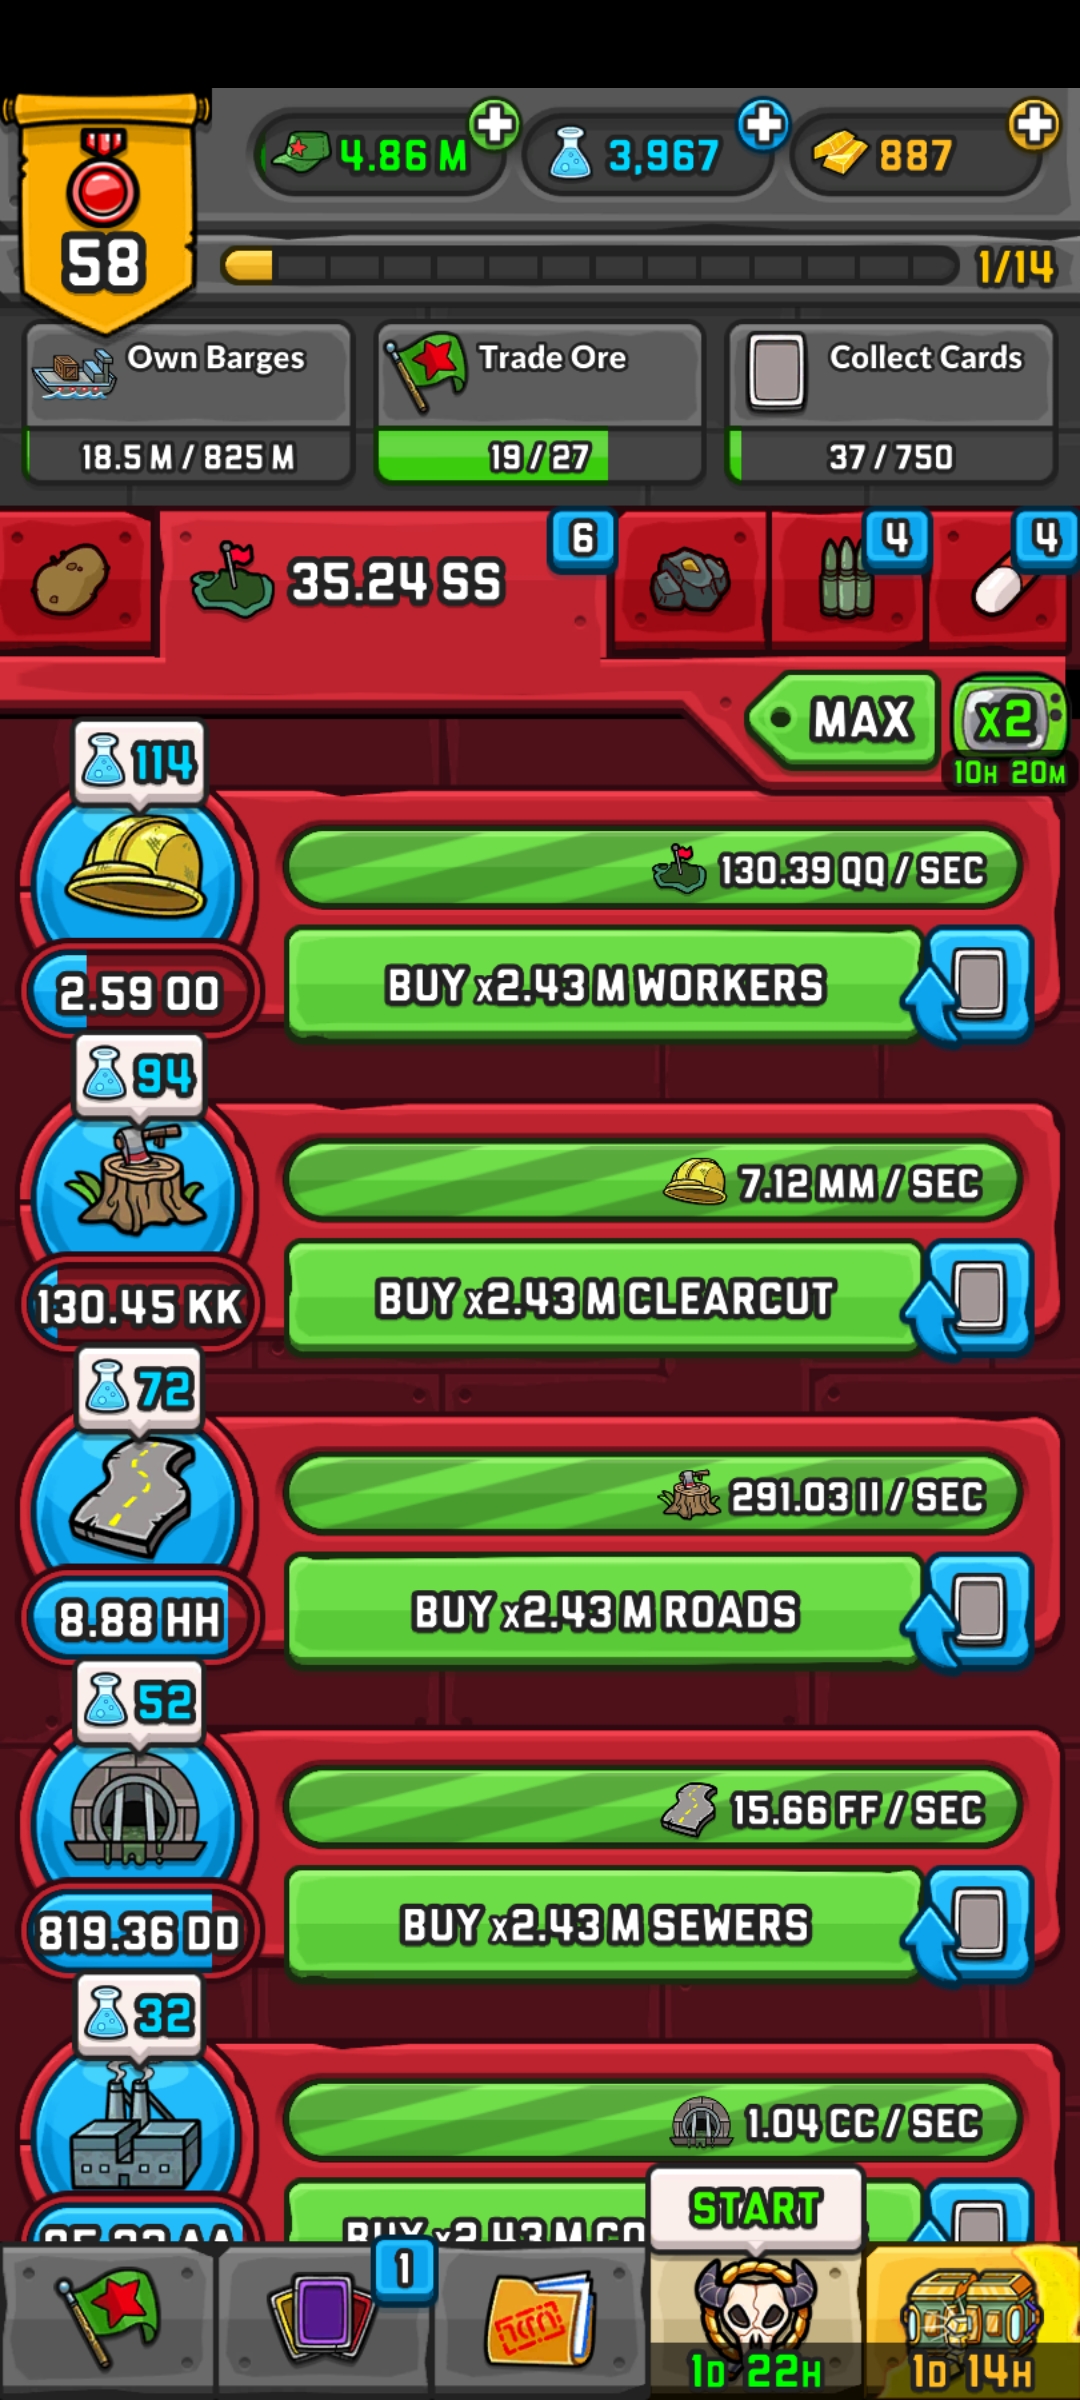 58
4.86 M
3,967
887
1/14
Own Barges
18.5 M / 825 M
Trade Ore
19 / 27
Collect Cards
37 / 750
35.24 SS
6
4
4
MAX
x2
10H 20M
114
130.39 QQ / SEC
2.59 OO
BUY x2.43 M WORKERS
94
7.12 MM / SEC
130.45 KK
BUY x2.43 M CLEARCUT
72
291.03 II / SEC
8.88 HH
BUY x2.43 M ROADS
52
15.66 FF / SEC
819.36 DD
BUY x2.43 M SEWERS
32
1.04 CC / SEC
BUY x2.43 M CO
START
1
1D 22H
1D 14H